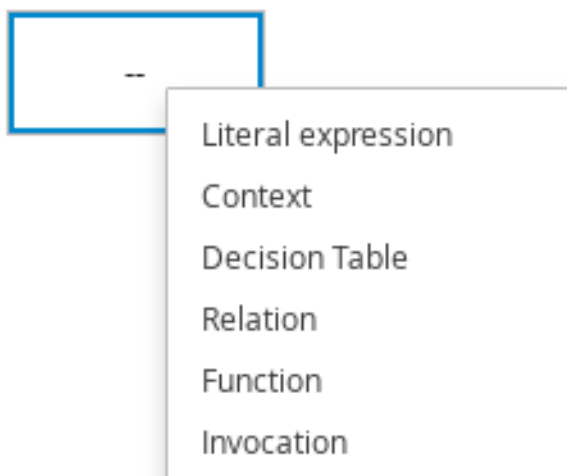 --
Literal expression
Context
Decision Table
Relation
Function
Invocation